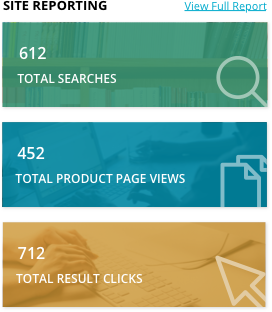 SITE REPORTING View Full Report
612
TOTAL SEARCHES
452
TOTAL PRODUCT PAGE VIEWS
712
TOTAL RESULT CLICKS